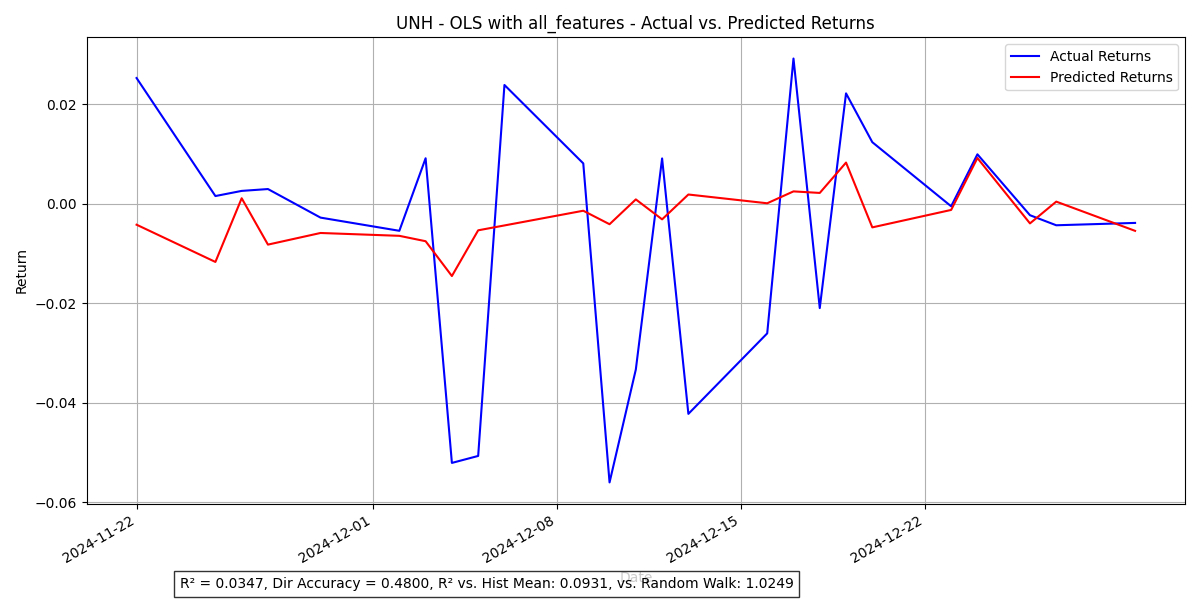 UNH - OLS with all_features - Actual vs. Predicted Returns
Actual Returns
Predicted Returns
Return
0.02
0.00
−0.02
−0.04
−0.06
2024-11-22
2024-12-01
2024-12-08
2024-12-15
2024-12-22
Date
R² = 0.0347, Dir Accuracy = 0.4800, R² vs. Hist Mean: 0.0931, vs. Random Walk: 1.0249